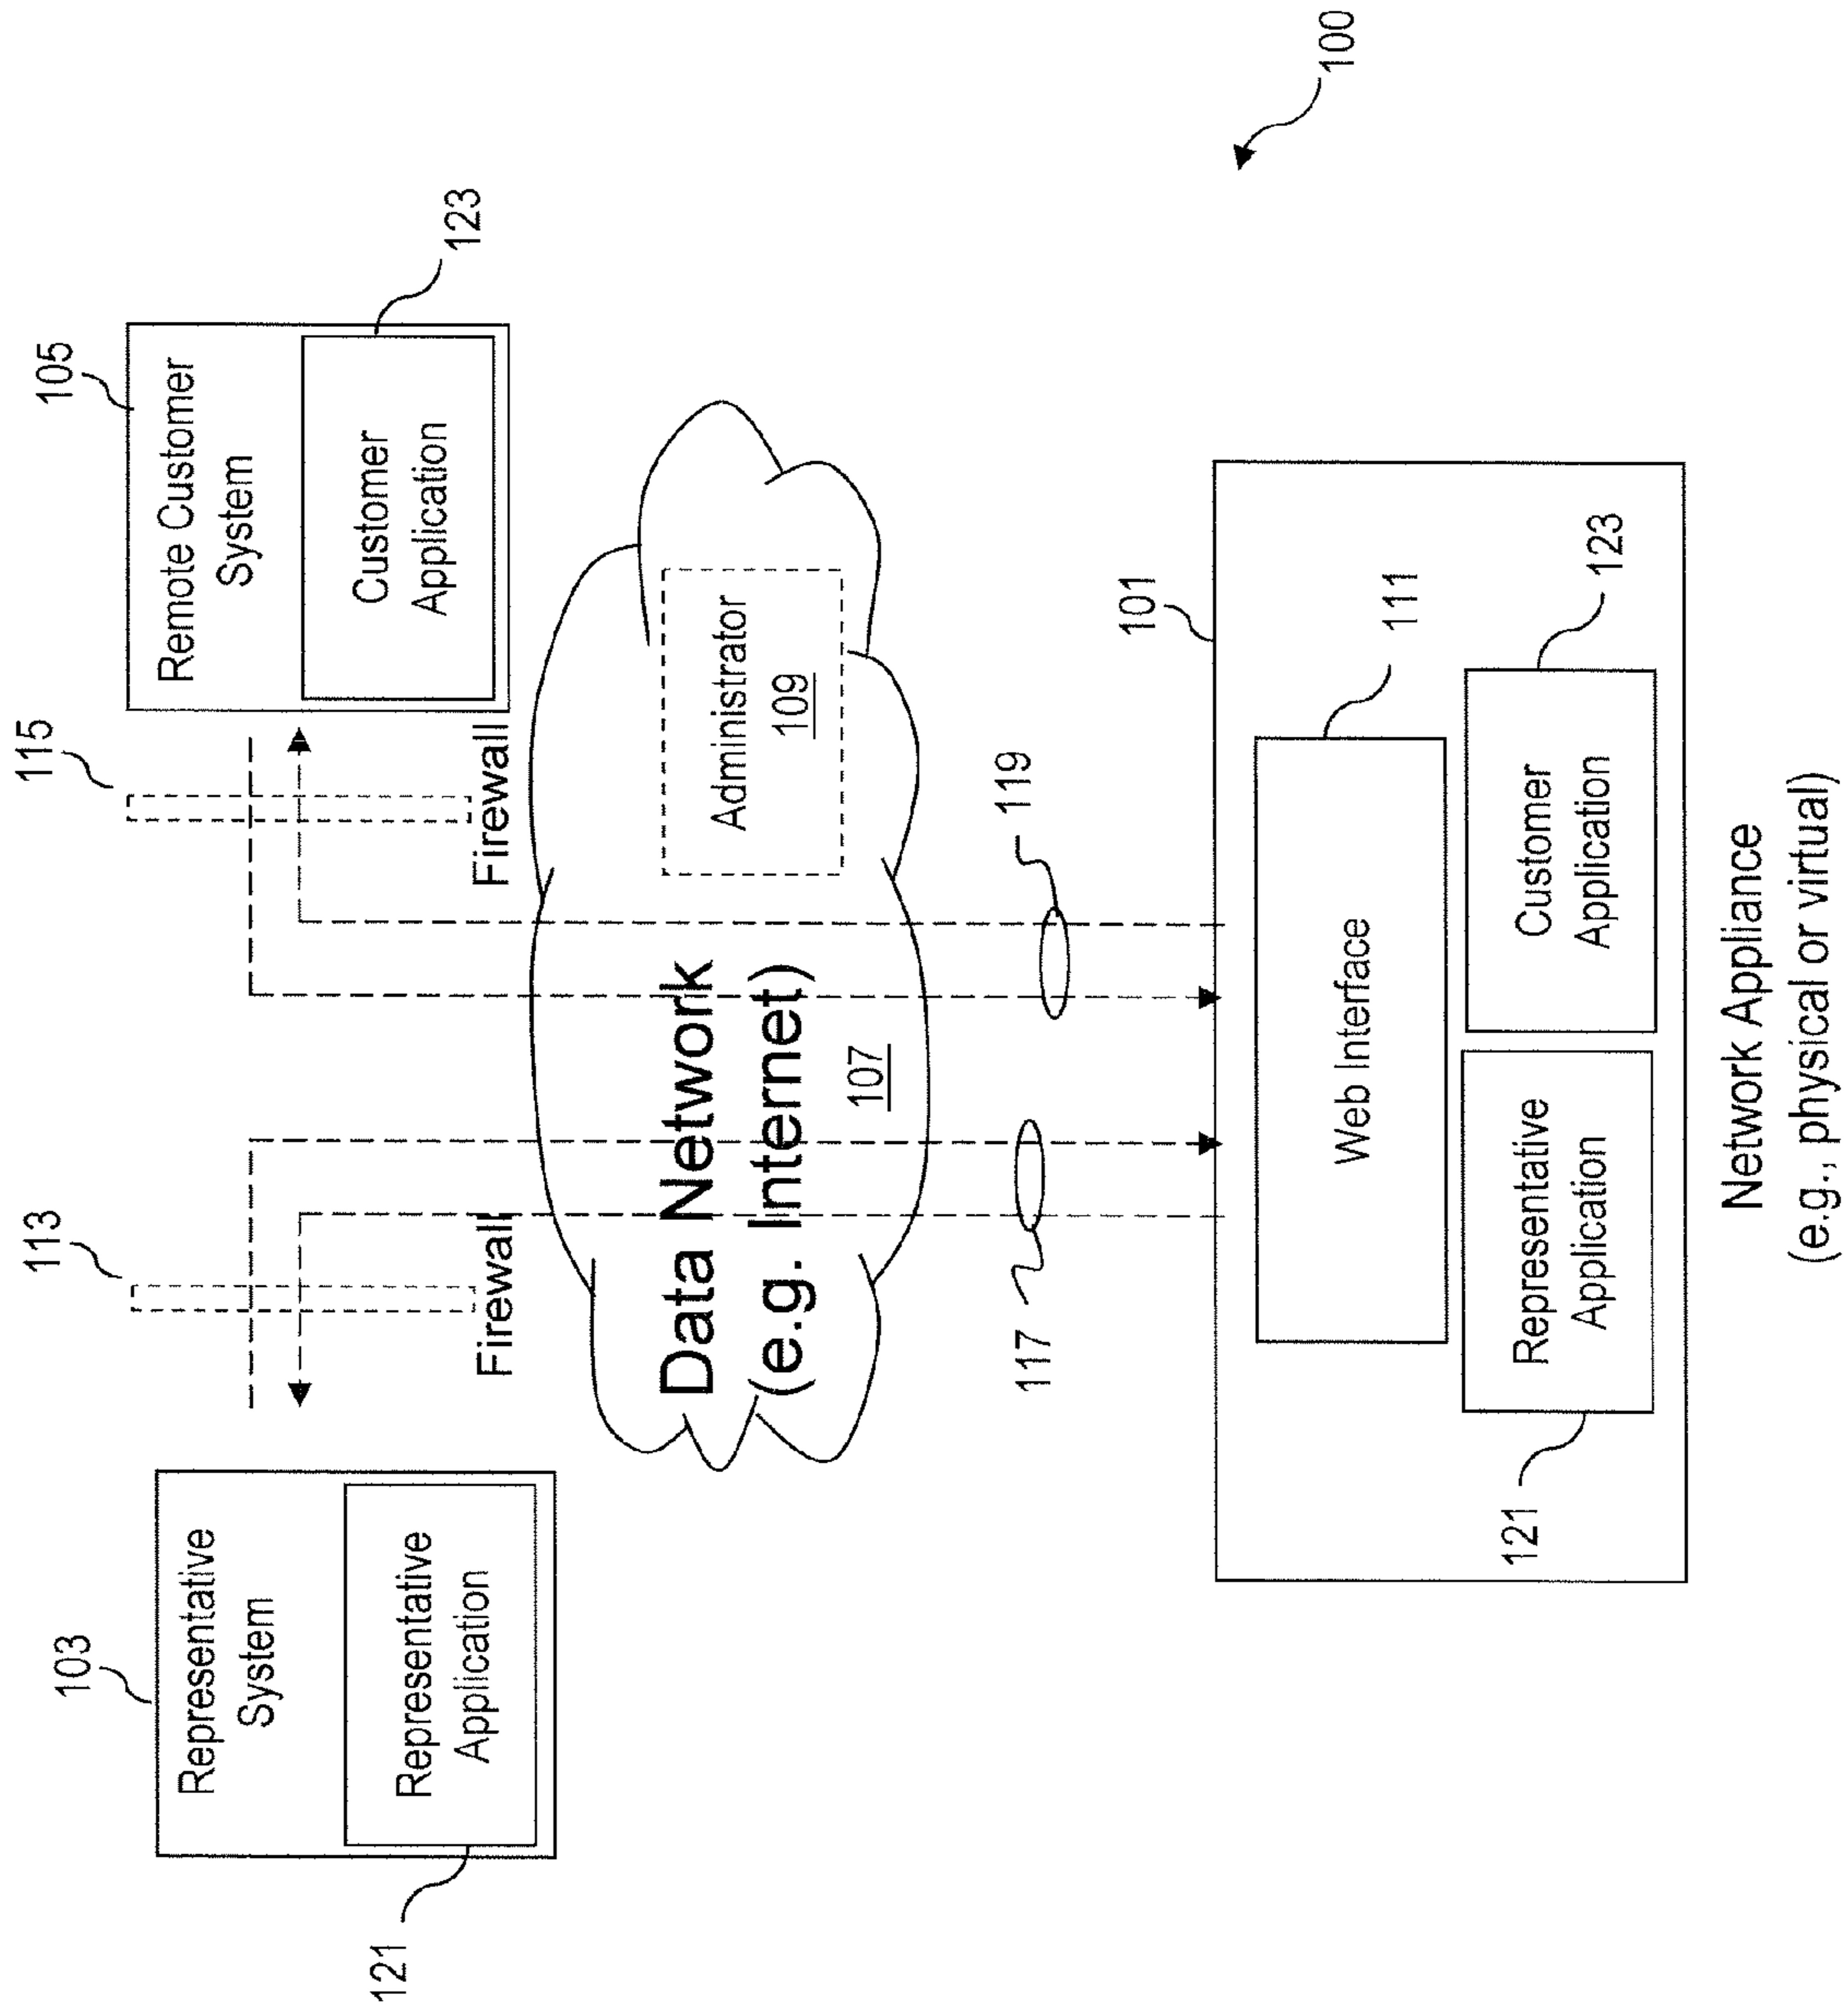 103
Representative
System
Representative
Application
121
113
Firewall
115
Firewall
105
Remote Customer
System
Customer
Application
123
Data Network
(e.g. Internet)
107
Administrator
109
117
119
101
Web Interface
111
Representative
Application
121
Customer
Application
123
Network Appliance
(e.g., physical or virtual)
100